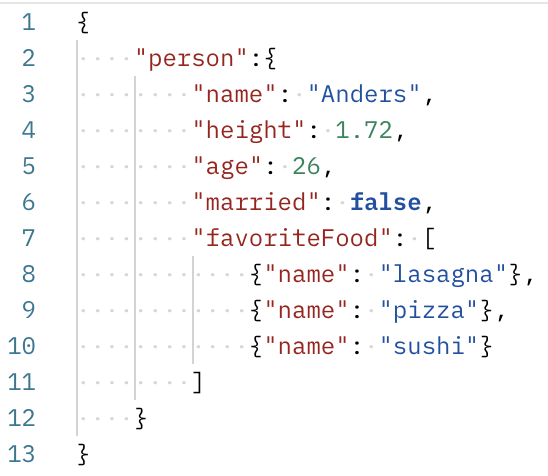 1 {
2     "person":{
3         "name": "Anders",
4         "height": 1.72,
5         "age": 26,
6         "married": false,
7         "favoriteFood": [
8             {"name": "lasagna"},
9             {"name": "pizza"},
10             {"name": "sushi"}
11         ]
12     }
13 }